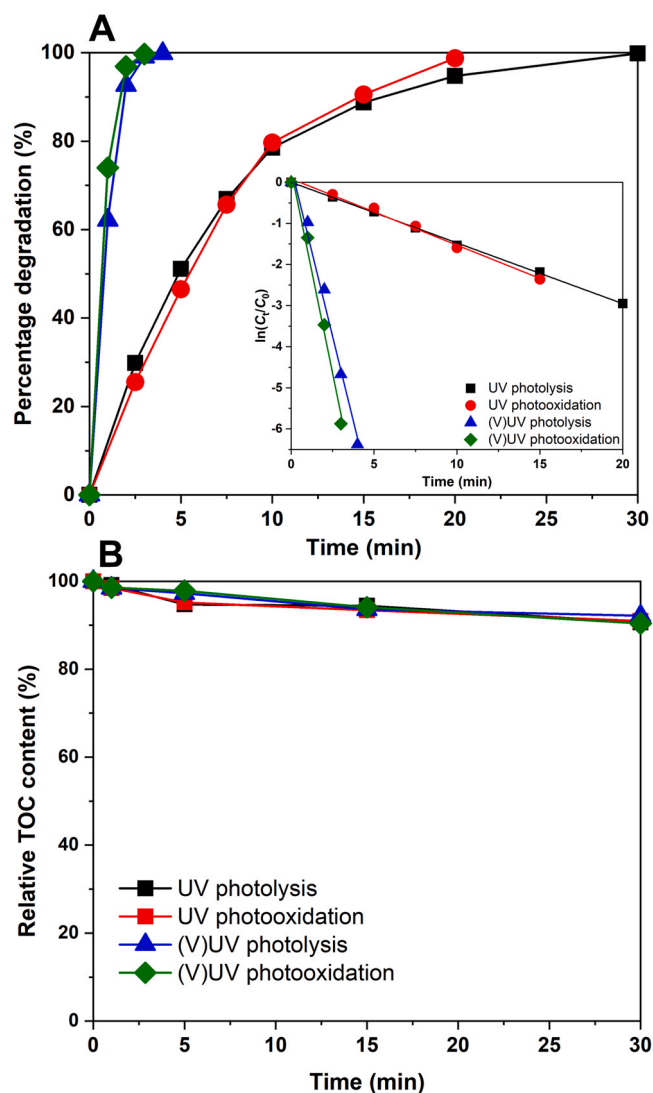 A
100
80
60
40
20
0
Percentage degradation (%)
0 5 10 15 20 25 30
Time (min)
0
-1
-2
-3
-4
-5
-6
ln(Ct/C0)
0 5 10 15 20
Time (min)
UV photolysis
UV photooxidation
(V)UV photolysis
(V)UV photooxidation
B
100
80
60
40
20
0
Relative TOC content (%)
UV photolysis
UV photooxidation
(V)UV photolysis
(V)UV photooxidation
0 5 10 15 20 25 30
Time (min)